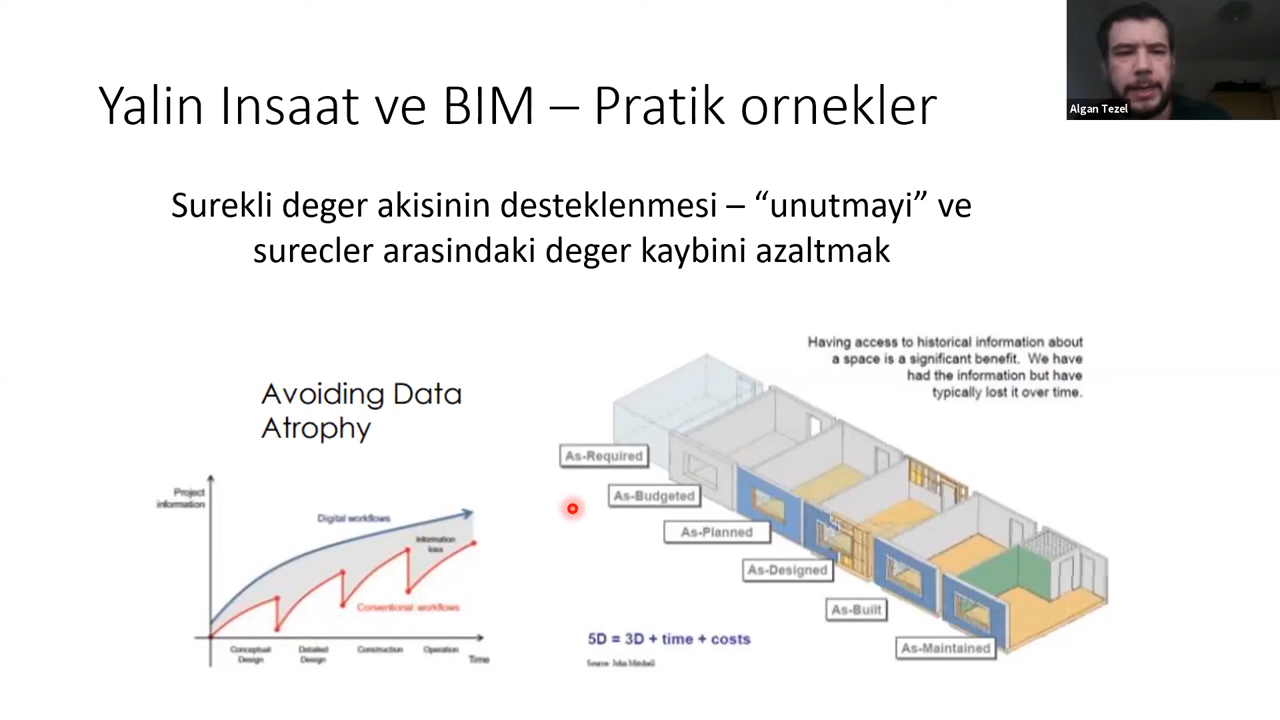 Algan Tezel
Yalin Insaat ve BIM – Pratik ornekler
Surekli deger akisinin desteklenmesi – “unutmayi” ve
surecler arasindaki deger kaybini azaltmak
Avoiding Data
Atrophy
Project
information
Digital workflows
Information
loss
Conventional workflows
Conceptual
Design
Detailed
Design
Construction
Operation
Time
Having access to historical information about
a space is a significant benefit. We have
had the information but have
typically lost it over time.
As-Required
As-Budgeted
As-Planned
As-Designed
As-Built
As-Maintained
5D = 3D + time + costs
Source: John Mitchell